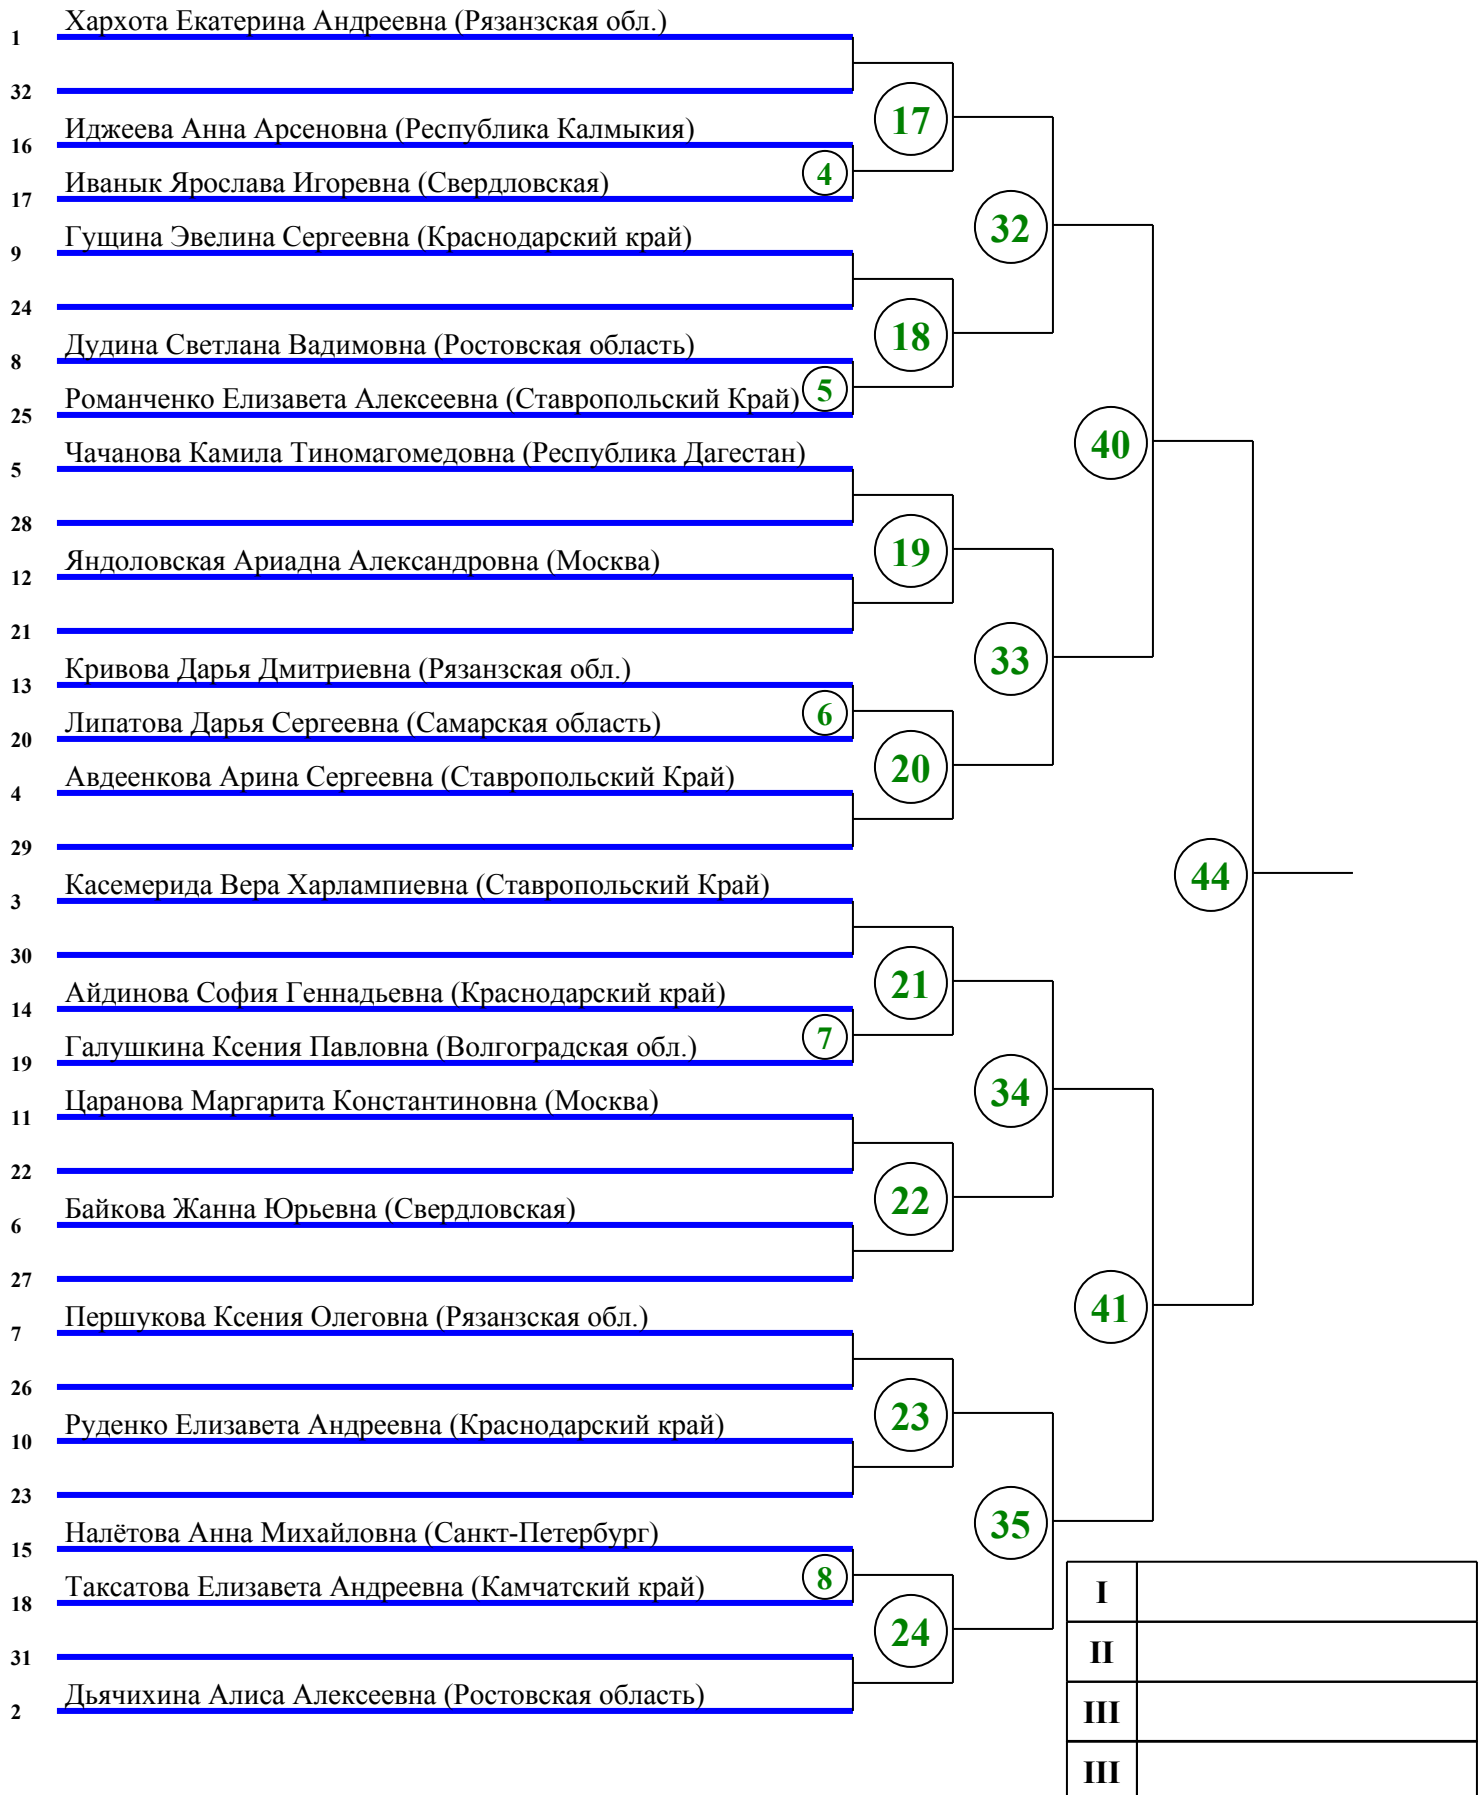 Хархота Екатерина Андреевна (Рязанзская обл.)
1
32
Иджеева Анна Арсеновна (Республика Калмыкия)
17
16
4
Иванык Ярослава Игоревна (Свердловская)
17
32
Гущина Эвелина Сергеевна (Краснодарский край)
9
24
18
Дудина Светлана Вадимовна (Ростовская область)
8
5
Романченко Елизавета Алексеевна (Ставропольский Край)
25
40
Чачанова Камила Тиномагомедовна (Республика Дагестан)
5
28
19
Яндоловская Ариадна Александровна (Москва)
12
21
33
Кривова Дарья Дмитриевна (Рязанзская обл.)
13
6
Липатова Дарья Сергеевна (Самарская область)
20
20
Авдеенкова Арина Сергеевна (Ставропольский Край)
4
29
44
Касемерида Вера Харлампиевна (Ставропольский Край)
3
30
21
Айдинова София Геннадьевна (Краснодарский край)
14
7
Галушкина Ксения Павловна (Волгоградская обл.)
19
34
Царанова Маргарита Константиновна (Москва)
11
22
22
Байкова Жанна Юрьевна (Свердловская)
6
27
41
Першукова Ксения Олеговна (Рязанзская обл.)
7
26
23
Руденко Елизавета Андреевна (Краснодарский край)
10
23
35
Налётова Анна Михайловна (Санкт-Петербург)
15
8
Таксатова Елизавета Андреевна (Камчатский край)
18
I
24
31
II
Дьячихина Алиса Алексеевна (Ростовская область)
2
III
III